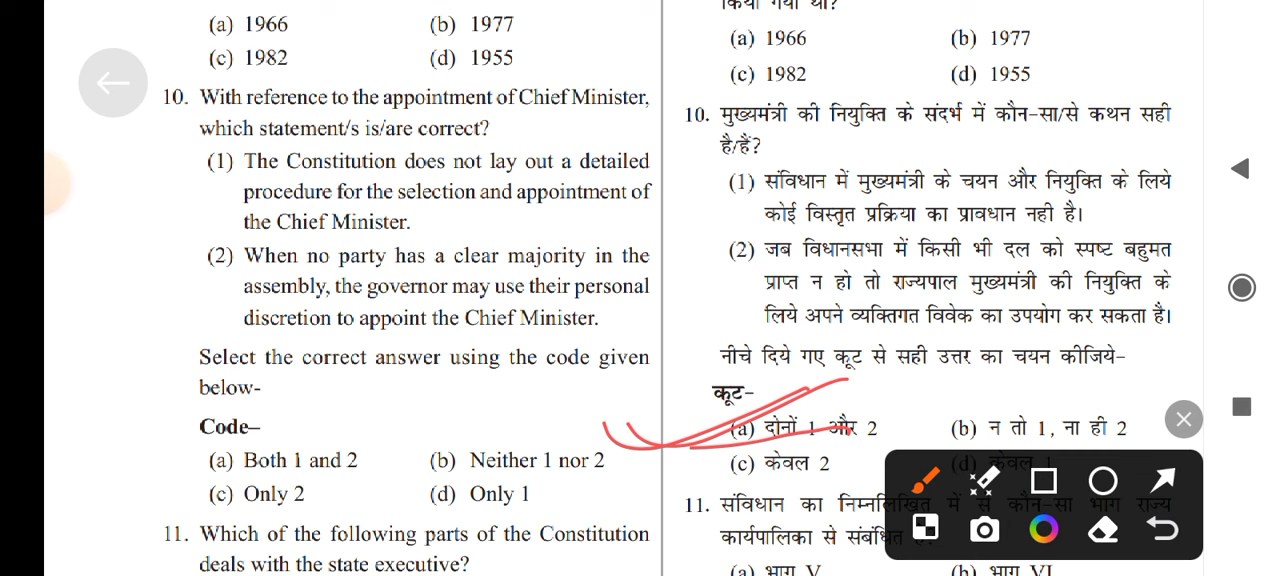 (a) 1966 (b) 1977
(c) 1982 (d) 1955
10. With reference to the appointment of Chief Minister,
which statement/s is/are correct?
(1) The Constitution does not lay out a detailed
procedure for the selection and appointment of
the Chief Minister.
(2) When no party has a clear majority in the
assembly, the governor may use their personal
discretion to appoint the Chief Minister.
Select the correct answer using the code given
below-
Code–
(a) Both 1 and 2 (b) Neither 1 nor 2
(c) Only 2 (d) Only 1
11. Which of the following parts of the Constitution
deals with the state executive?
किया गया था?
(a) 1966 (b) 1977
(c) 1982 (d) 1955
10. मुख्यमंत्री की नियुक्ति के संदर्भ में कौन-सा/से कथन सही
है/हैं?
(1) संविधान में मुख्यमंत्री के चयन और नियुक्ति के लिये
कोई विस्तृत प्रक्रिया का प्रावधान नही है।
(2) जब विधानसभा में किसी भी दल को स्पष्ट बहुमत
प्राप्त न हो तो राज्यपाल मुख्यमंत्री की नियुक्ति के
लिये अपने व्यक्तिगत विवेक का उपयोग कर सकता है।
नीचे दिये गए कूट से सही उत्तर का चयन कीजिये-
कूट-
(a) दोनों 1 और 2 (b) न तो 1, ना ही 2
(c) केवल 2 (d) केवल 1
11. संविधान का निम्नलिखित में से कौन-सा भाग राज्य
कार्यपालिका से संबंधित है?
(a) भाग V (b) भाग VI